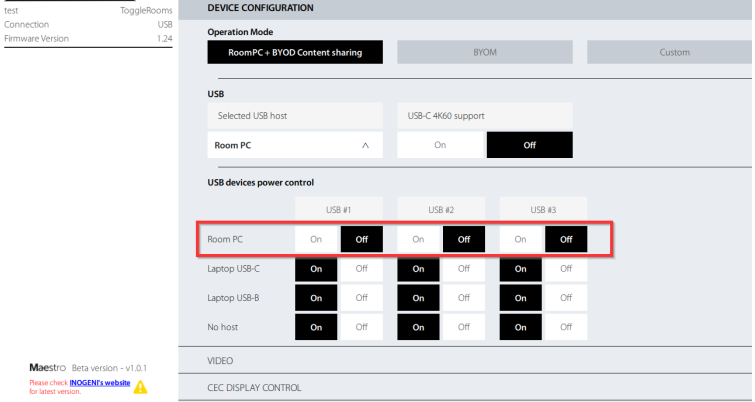 test ToggleRooms
Connection USB
Firmware Version 1.24
DEVICE CONFIGURATION
Operation Mode
RoomPC + BYOD Content sharing BYOM Custom
USB
Selected USB host USB-C 4K60 support
Room PC On Off
USB devices power control
USB #1 USB #2 USB #3
Room PC On Off On Off On Off
Laptop USB-C On Off On Off On Off
Laptop USB-B On Off On Off On Off
No host On Off On Off On Off
VIDEO
CEC DISPLAY CONTROL
Maestro Beta version - v1.0.1
Please check INOGENI's website
for latest version.